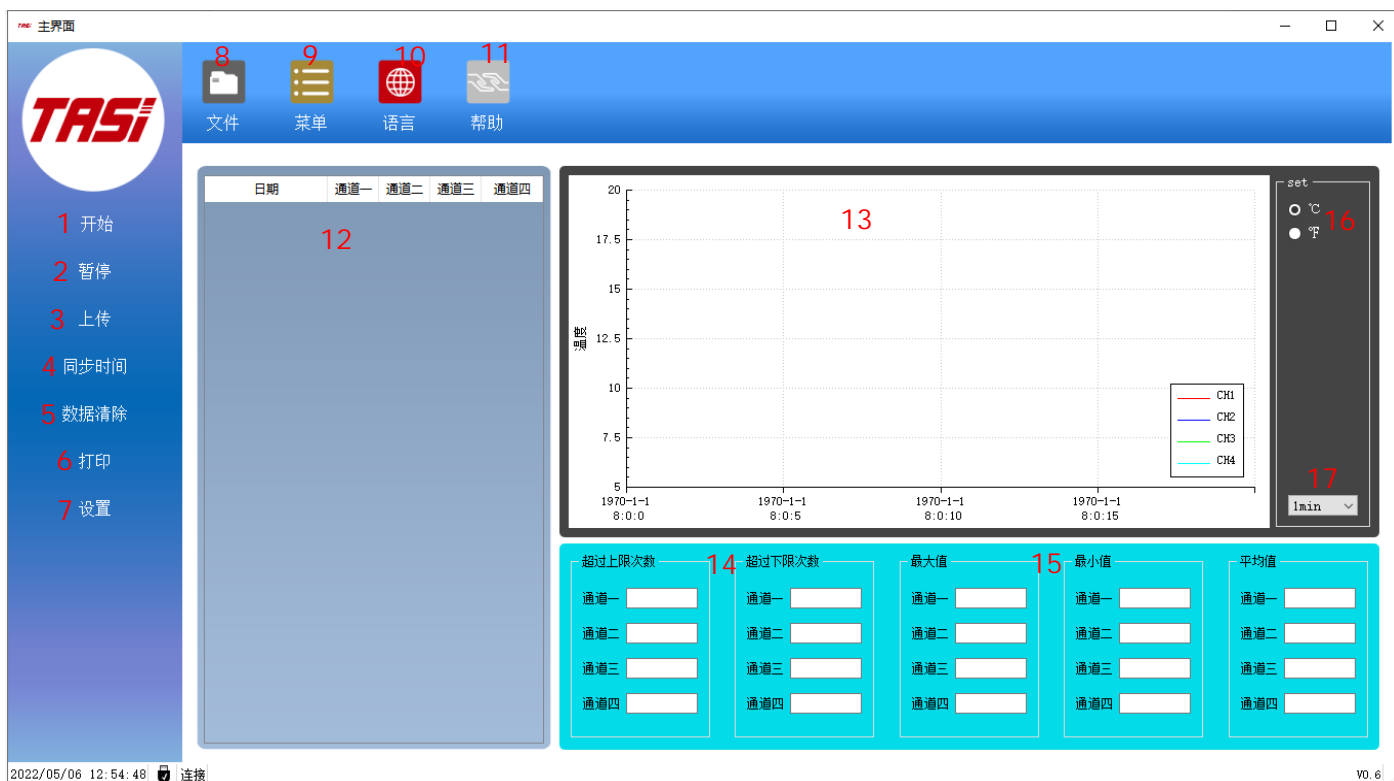 TASI 主界面
TASI
8 9 10 11
文件 菜单 语言 帮助
1 开始
2 暂停
3 上传
4 同步时间
5 数据清除
6 打印
7 设置
日期 通道一 通道二 通道三 通道四
12
13
温度
20
17.5
15
12.5
10
7.5
5
1970-1-1 1970-1-1 1970-1-1 1970-1-1
8:0:0 8:0:5 8:0:10 8:0:15
CH1
CH2
CH3
CH4
set
℃
16
℉
17
1min
超过上限次数 14 超过下限次数 最大值 15 最小值 平均值
通道一 通道一 通道一 通道一 通道一
通道二 通道二 通道二 通道二 通道二
通道三 通道三 通道三 通道三 通道三
通道四 通道四 通道四 通道四 通道四
2022/05/06 12:54:48 连接 V0.6